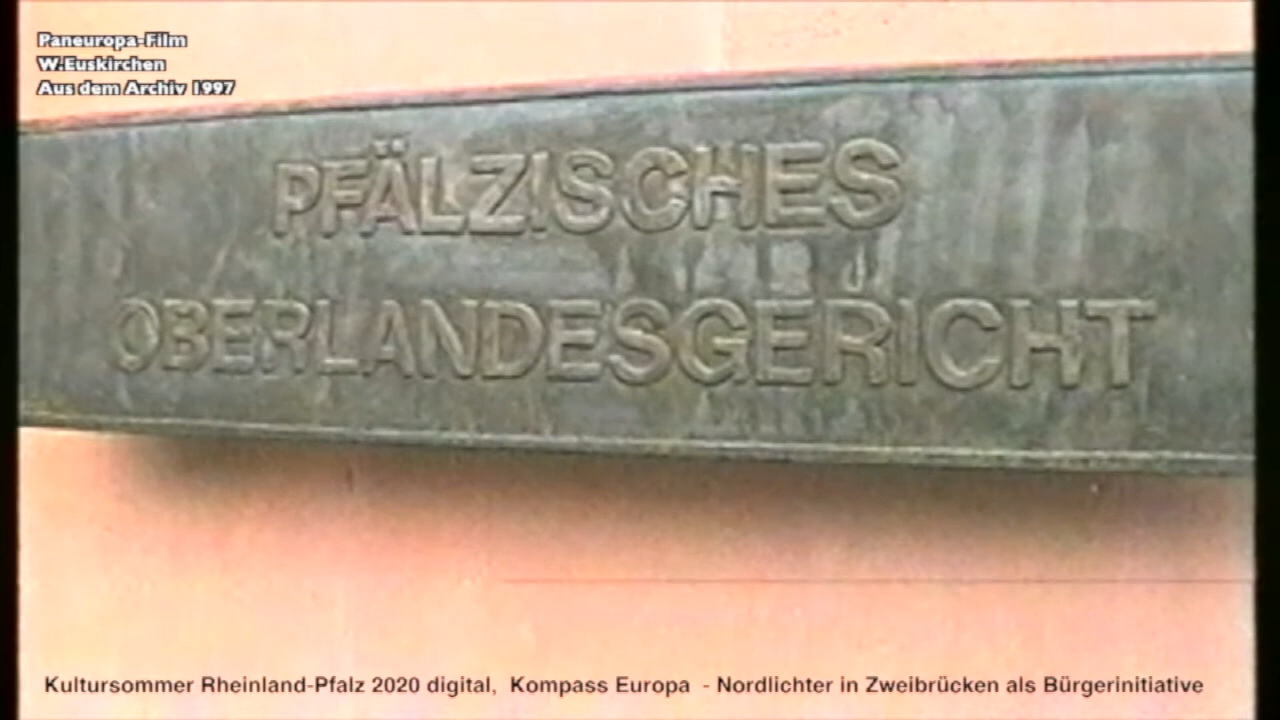 Paneuropa-Film
W.Euskirchen
Aus dem Archiv 1997
PFÄLZISCHES
OBERLANDESGERICHT
Kultursommer Rheinland-Pfalz 2020 digital, Kompass Europa - Nordlichter in Zweibrücken als Bürgerinitiative